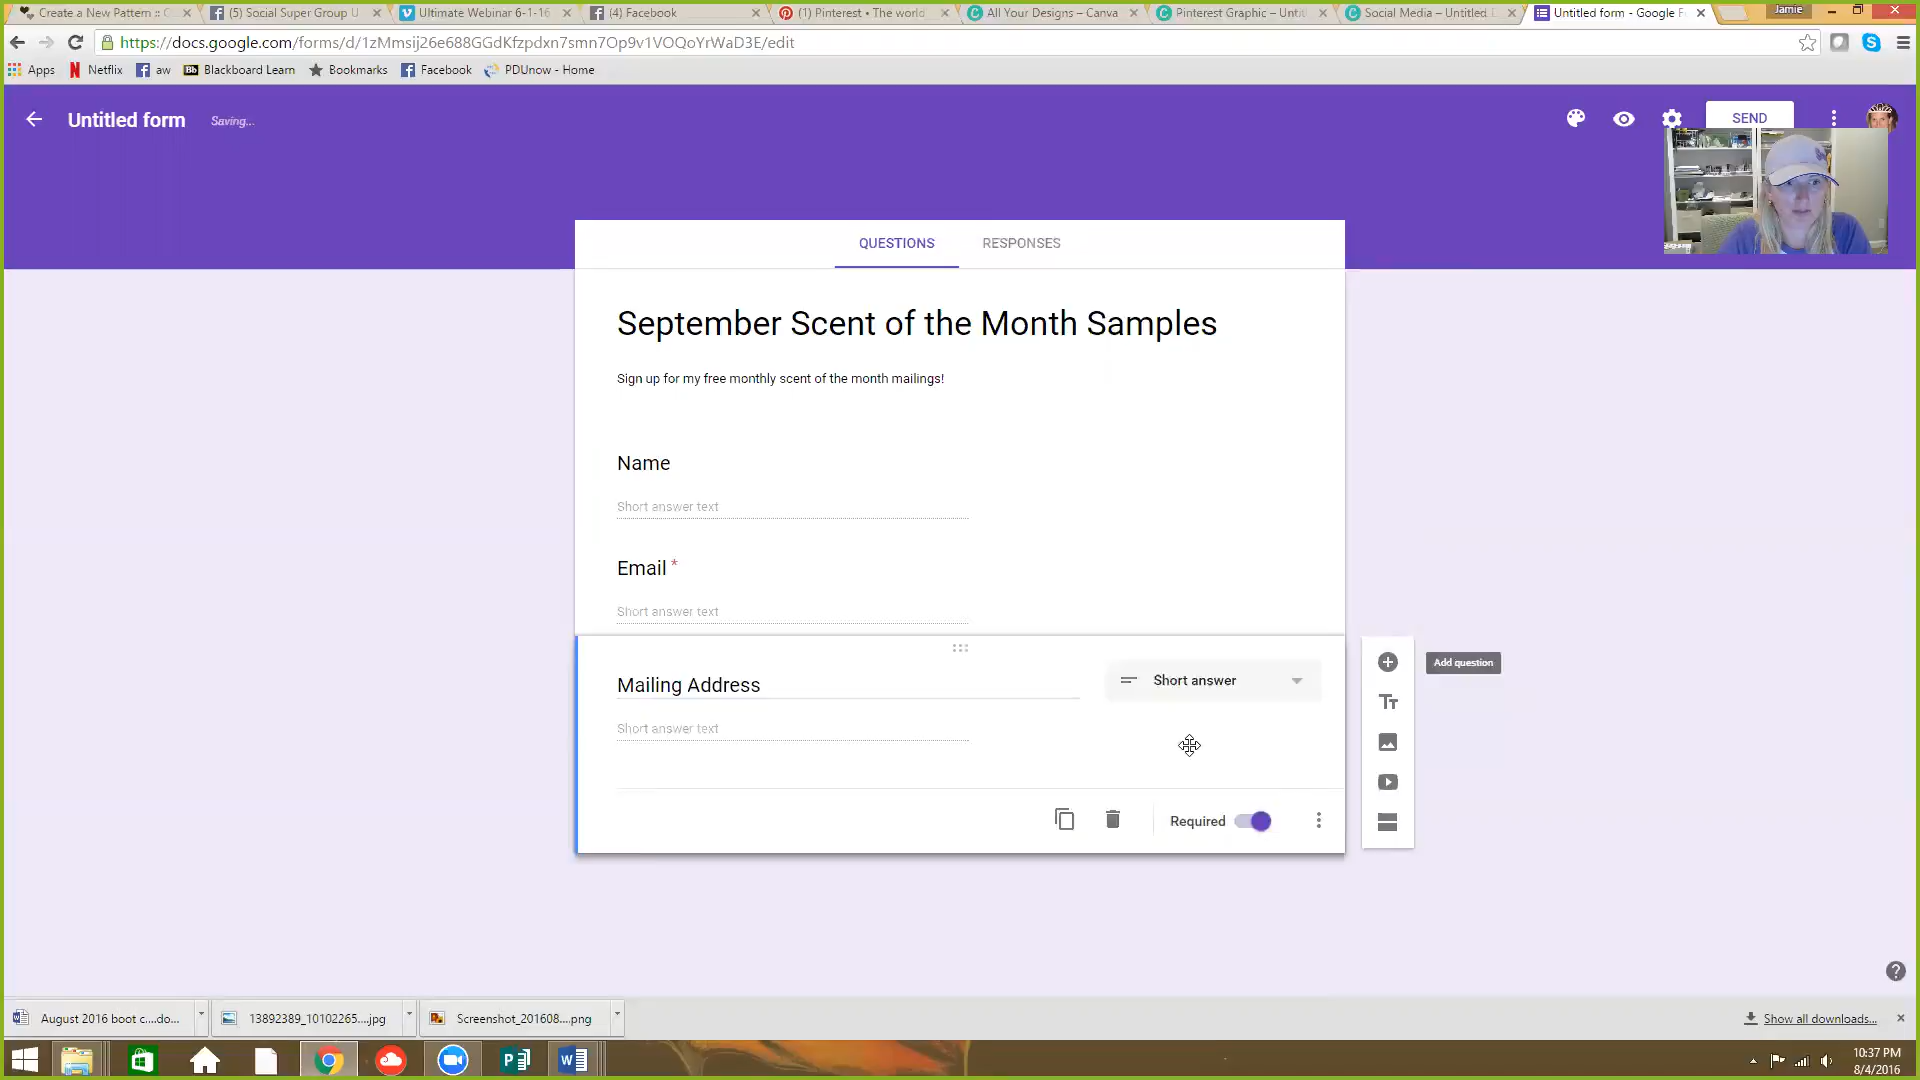 Create a New Pattern ::
(5) Social Super Group U
Ultimate Webinar 6-1-16
(4) Facebook
(1) Pinterest • The world
All Your Designs – Canva
Pinterest Graphic – Unti
Social Media – Untitled
Untitled form - Google F
Jamie
https://docs.google.com/forms/d/1zMmsij26e688GGdKfzpdxn7smn7Op9v1VOQoYrWaD3E/edit
Apps
Netflix
aw
Blackboard Learn
Bookmarks
Facebook
PDUnow - Home
Untitled form
Saving...
SEND
QUESTIONS
RESPONSES
September Scent of the Month Samples
Sign up for my free monthly scent of the month mailings!
Name
Short answer text
Email *
Short answer text
Mailing Address
Short answer
Short answer text
Add question
Required
August 2016 boot c....do...
13892389_10102265....jpg
Screenshot_201608....png
Show all downloads...
10:37 PM
8/4/2016